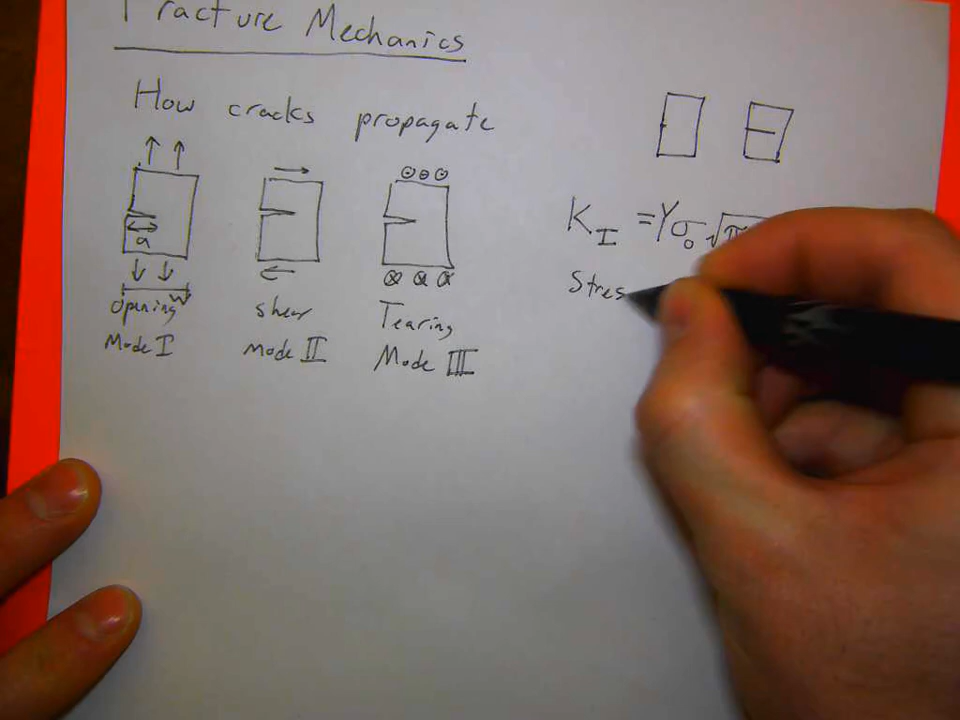 Fracture Mechanics
How cracks propagate
a
w
opening
Mode I
shear
mode II
Tearing
Mode III
K_I = Yσ₀√π
Stres